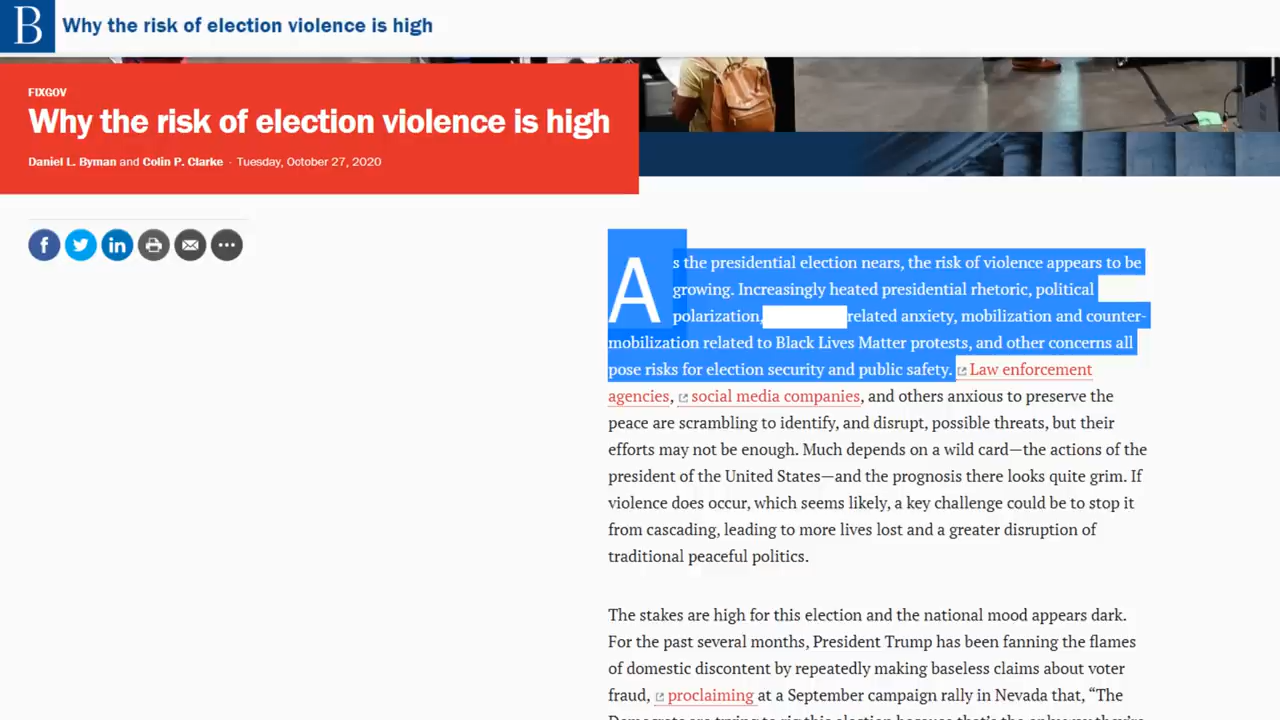 B Why the risk of election violence is high
FIXGOV
Why the risk of election violence is high
Daniel L. Byman and Colin P. Clarke - Tuesday, October 27, 2020
As the presidential election nears, the risk of violence appears to be
growing. Increasingly heated presidential rhetoric, political
polarization, related anxiety, mobilization and counter-
mobilization related to Black Lives Matter protests, and other concerns all
pose risks for election security and public safety. Law enforcement
agencies, social media companies, and others anxious to preserve the
peace are scrambling to identify, and disrupt, possible threats, but their
efforts may not be enough. Much depends on a wild card—the actions of the
president of the United States—and the prognosis there looks quite grim. If
violence does occur, which seems likely, a key challenge could be to stop it
from cascading, leading to more lives lost and a greater disruption of
traditional peaceful politics.
The stakes are high for this election and the national mood appears dark.
For the past several months, President Trump has been fanning the flames
of domestic discontent by repeatedly making baseless claims about voter
fraud, proclaiming at a September campaign rally in Nevada that, “The